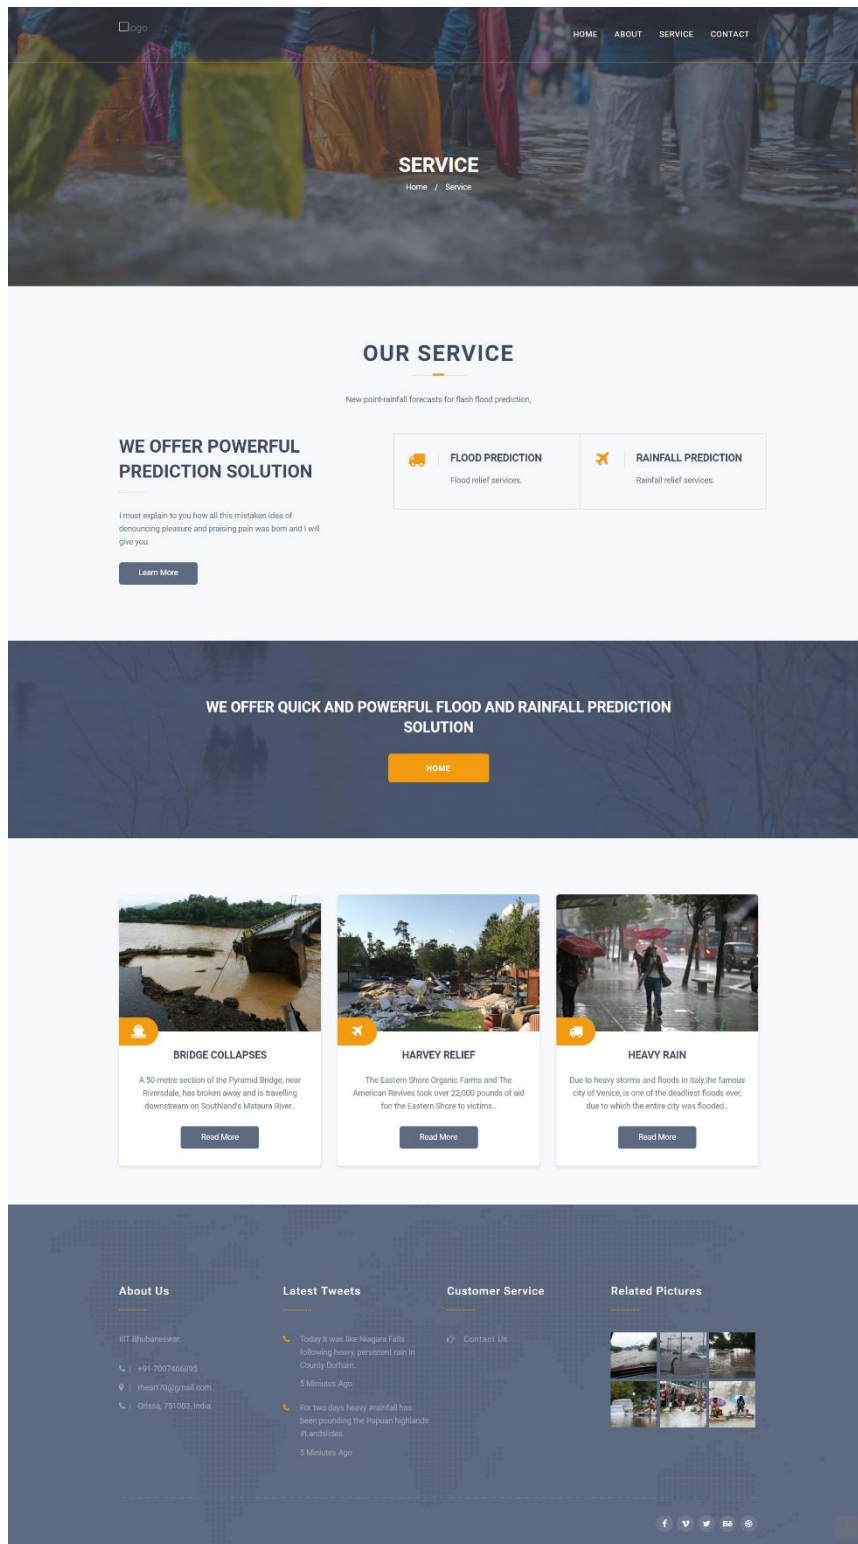 logo
HOME ABOUT SERVICE CONTACT
SERVICE
Home / Service
OUR SERVICE
New point-rainfall forecasts for flash flood prediction,
WE OFFER POWERFUL
PREDICTION SOLUTION
I must explain to you how all this mistaken idea of
denouncing pleasure and praising pain was born and I will
give you.
Learn More
FLOOD PREDICTION
Flood relief services.
RAINFALL PREDICTION
Rainfall relief services.
WE OFFER QUICK AND POWERFUL FLOOD AND RAINFALL PREDICTION
SOLUTION
HOME
BRIDGE COLLAPSES
A 50-metre section of the Pyramid Bridge, near
Riversdale, has broken away and is travelling
downstream on Southland's Mataura River..
Read More
HARVEY RELIEF
The Eastern Shore Organic Farms and The
American Revives took over 22,000 pounds of aid
fon the Eastern Shore to victims..
Read More
HEAVY RAIN
Due to heavy storms and floods in Italy,the famous
city of Venice, is one of the deadliest floods ever,
due to which the entire city was flooded..
Read More
About Us
IIIT Bhubaneswar.
+91-7007466895
rheart70@gmail.com
Orissa, 751003, India.
Latest Tweets
Today it was like Niagara Falls
following heavy, persistent rain in
County Durham.
5 Miniutes Ago
For two days heavy #rainfall has
been pounding the Papuan highlands
#Landslides.
5 Miniutes Ago
Customer Service
Contact Us
Related Pictures